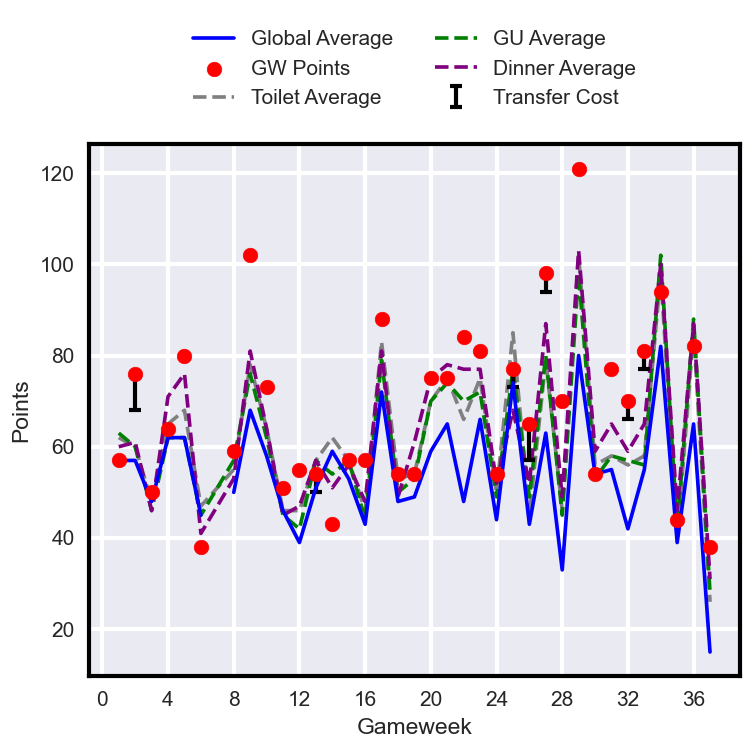 Global Average GU Average
GW Points Dinner Average
Toilet Average Transfer Cost
120
100
80
60
40
20
Points
0 4 8 12 16 20 24 28 32 36
Gameweek